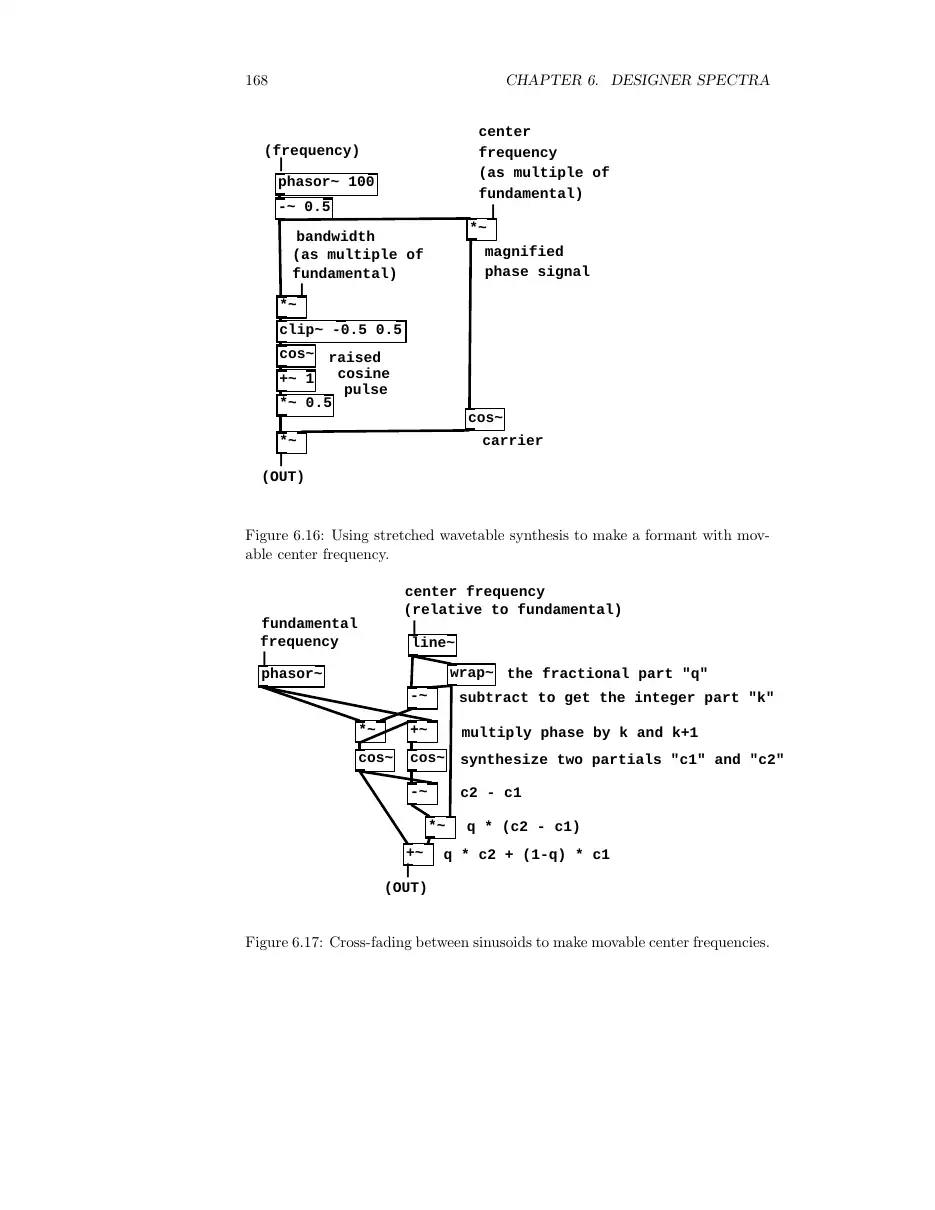 168 CHAPTER 6. DESIGNER SPECTRA
center
frequency
(as multiple of
fundamental)
(frequency)
phasor~ 100
-~ 0.5
*~
bandwidth
(as multiple of
fundamental)
magnified
phase signal
*~
clip~ -0.5 0.5
cos~
raised
cosine
pulse
+~ 1
*~ 0.5
cos~
carrier
*~
(OUT)
Figure 6.16: Using stretched wavetable synthesis to make a formant with mov-
able center frequency.
center frequency
(relative to fundamental)
fundamental
frequency
line~
phasor~
wrap~ the fractional part "q"
-~ subtract to get the integer part "k"
*~ +~ multiply phase by k and k+1
cos~ cos~ synthesize two partials "c1" and "c2"
-~ c2 - c1
*~ q * (c2 - c1)
+~ q * c2 + (1-q) * c1
(OUT)
Figure 6.17: Cross-fading between sinusoids to make movable center frequencies.